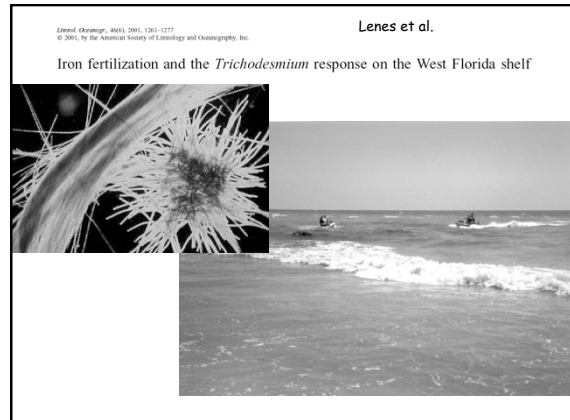 Limnol. Oceanogr., 46(6), 2001, 1261–1277
© 2001, by the American Society of Limnology and Oceanography, Inc.
Lenes et al.
Iron fertilization and the Trichodesmium response on the West Florida shelf